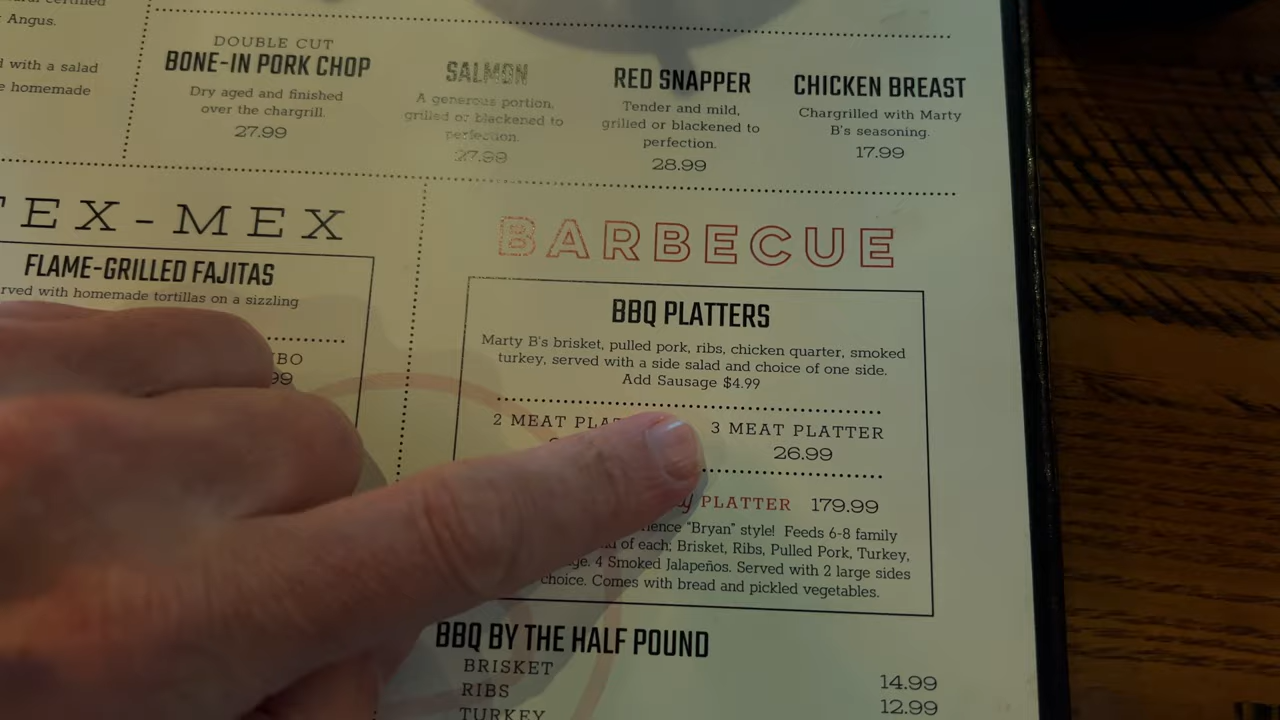 Angus.
with a salad
homemade
DOUBLE CUT
BONE-IN PORK CHOP
Dry aged and finished
over the chargrill.
27.99
SALMON
A generous portion,
grilled or blackened to
perfection.
27.99
RED SNAPPER
Tender and mild,
grilled or blackened to
perfection.
28.99
CHICKEN BREAST
Chargrilled with Marty
B's seasoning.
17.99
TEX-MEX
FLAME-GRILLED FAJITAS
with homemade tortillas on a sizzling
BARBECUE
BBQ PLATTERS
Marty B's brisket, pulled pork, ribs, chicken quarter, smoked
turkey, served with a side salad and choice of one side.
Add Sausage $4.99
2 MEAT
3 MEAT PLATTER
26.99
PLATTER 179.99
"Bryan" style! Feeds 6-8 family
of each; Brisket, Ribs, Pulled Pork, Turkey,
4 Smoked Jalapeños. Served with 2 large sides
choice. Comes with bread and pickled vegetables.
BBQ BY THE HALF POUND
BRISKET 14.99
RIBS 12.99
TURKEY